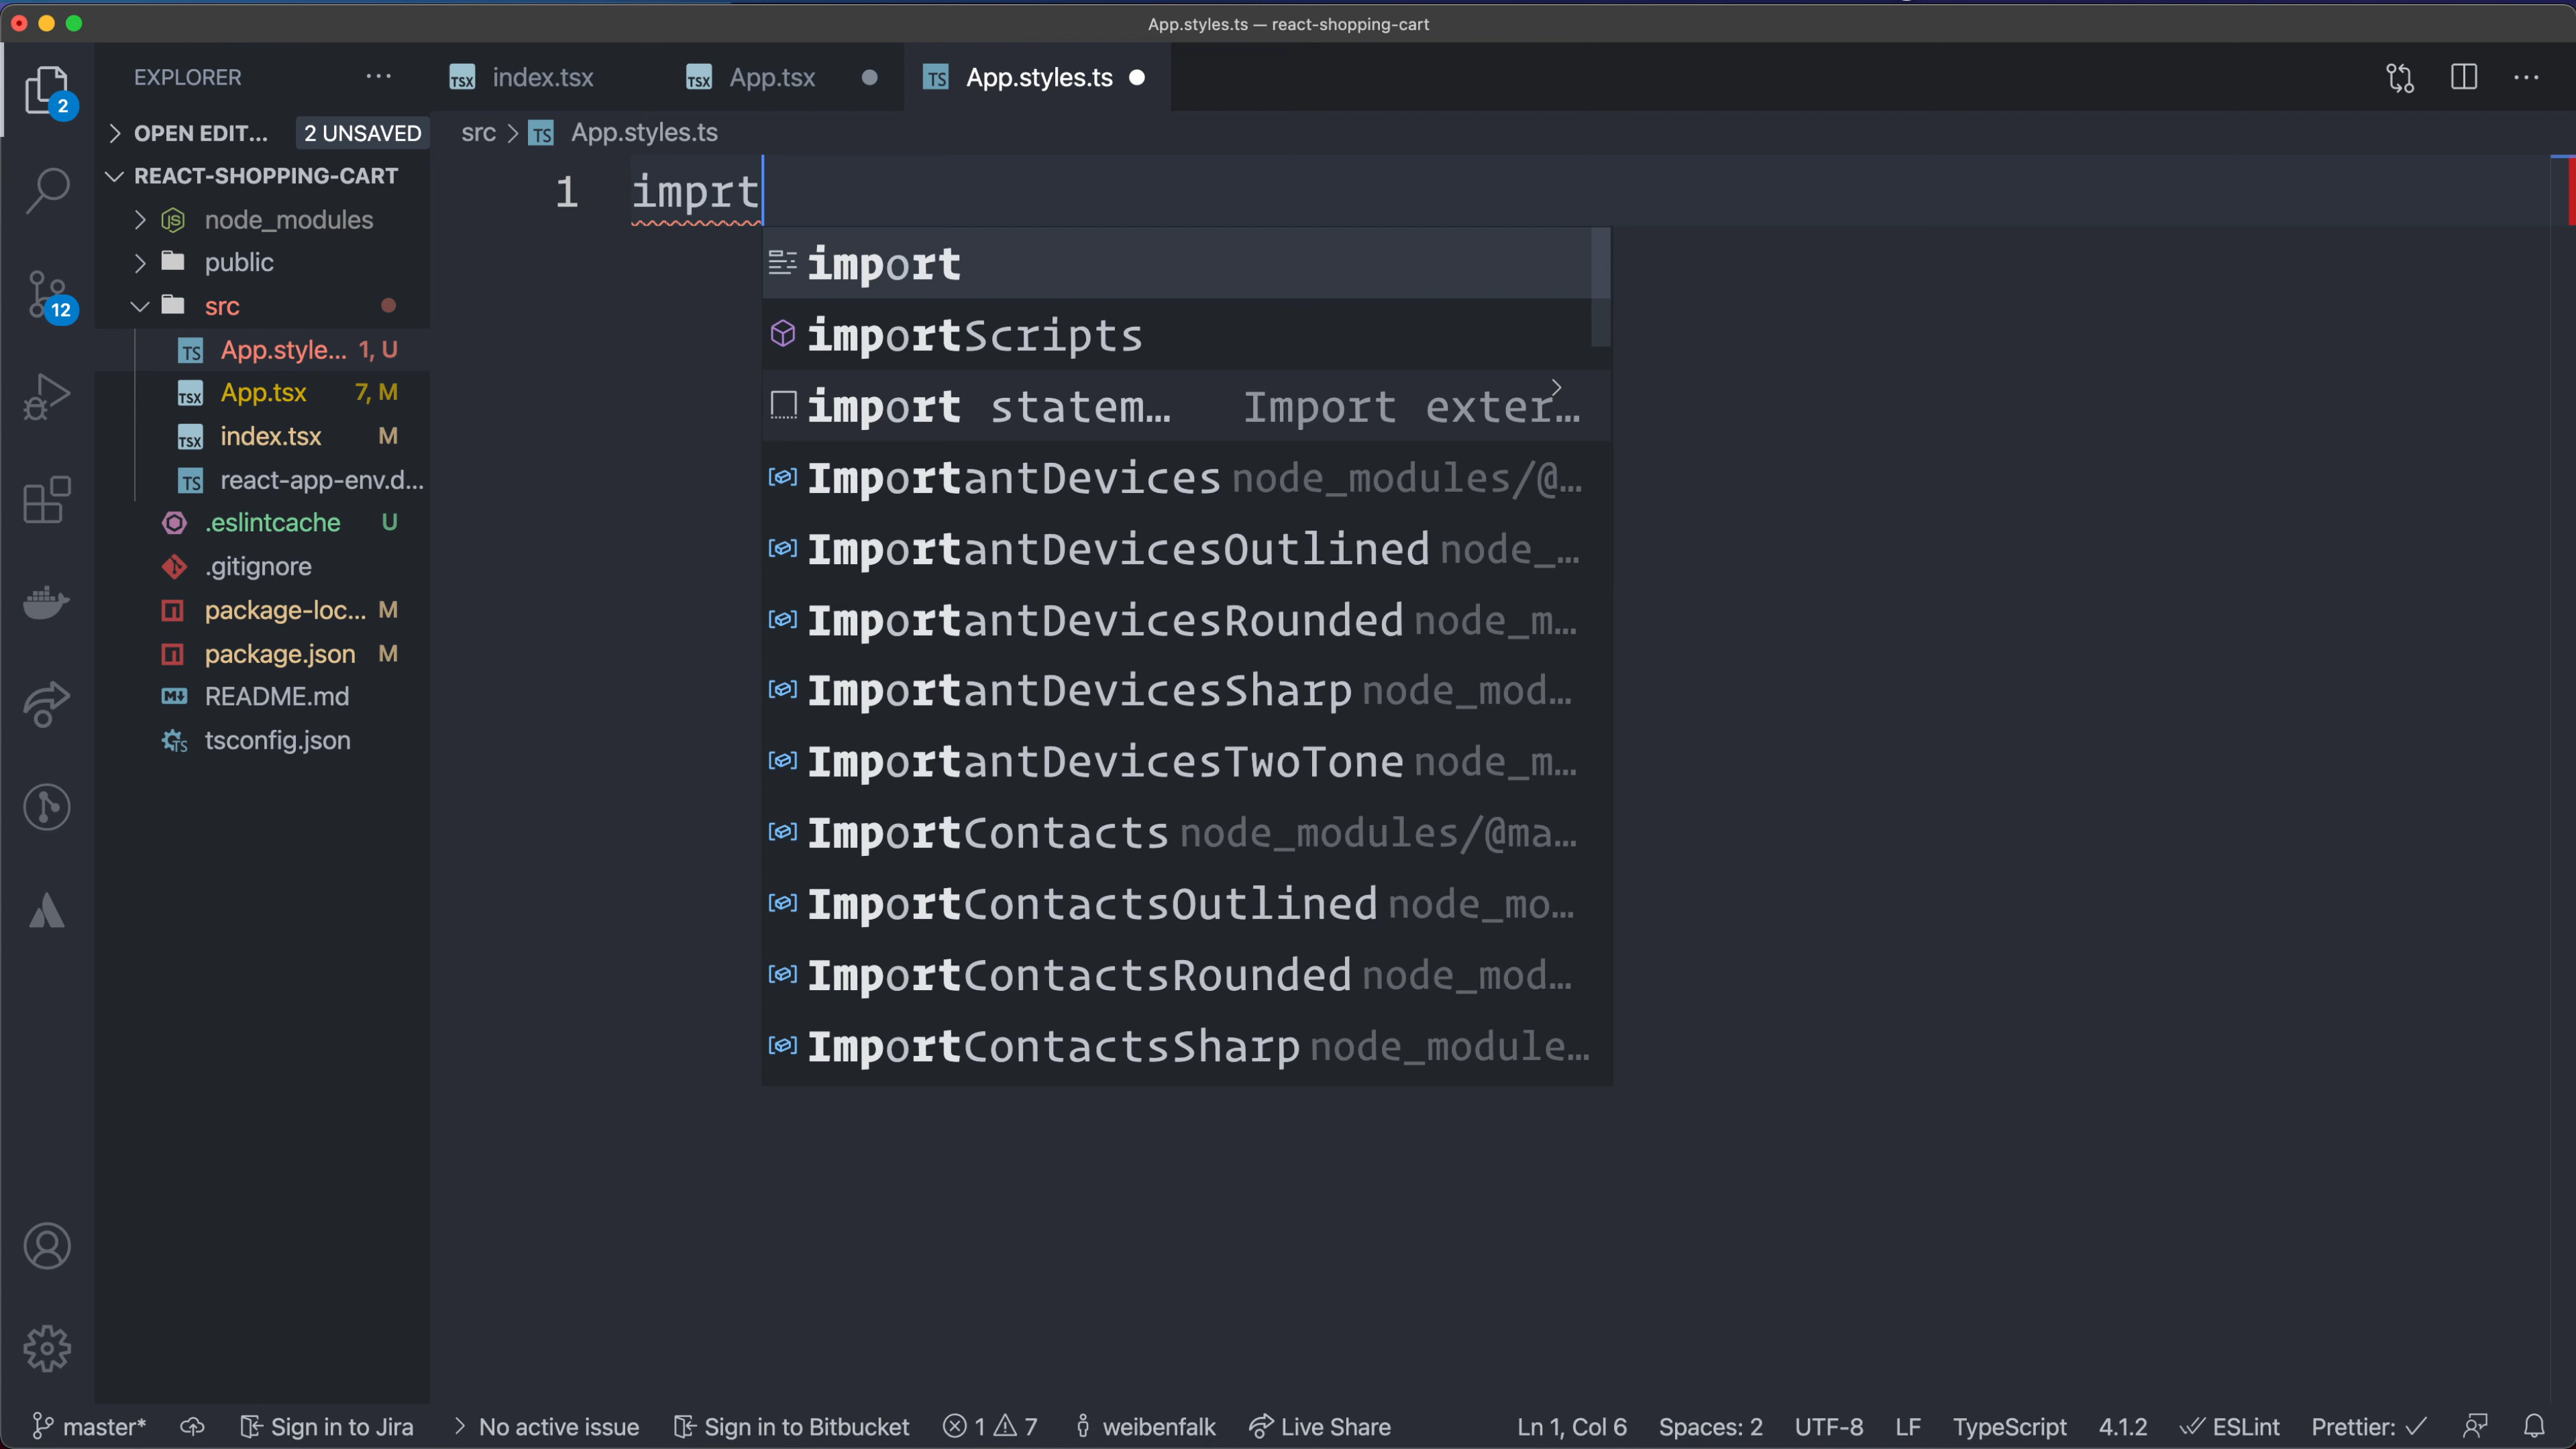 App.styles.ts — react-shopping-cart
EXPLORER
index.tsx
App.tsx
App.styles.ts
2
OPEN EDIT... 2 UNSAVED
src > App.styles.ts
REACT-SHOPPING-CART
1 imprt
node_modules
public
src
App.style... 1, U
App.tsx 7, M
index.tsx M
react-app-env.d...
.eslintcache U
.gitignore
package-loc... M
package.json M
README.md
tsconfig.json
12
import
importScripts
import statem... Import exter...
ImportantDevices node_modules/@...
ImportantDevicesOutlined node_...
ImportantDevicesRounded node_m...
ImportantDevicesSharp node_mod...
ImportantDevicesTwoTone node_m...
ImportContacts node_modules/@ma...
ImportContactsOutlined node_mo...
ImportContactsRounded node_mod...
ImportContactsSharp node_module...
master* Sign in to Jira No active issue Sign in to Bitbucket 1 7 weibenfalk Live Share Ln 1, Col 6 Spaces: 2 UTF-8 LF TypeScript 4.1.2 ESLint Prettier: ✓